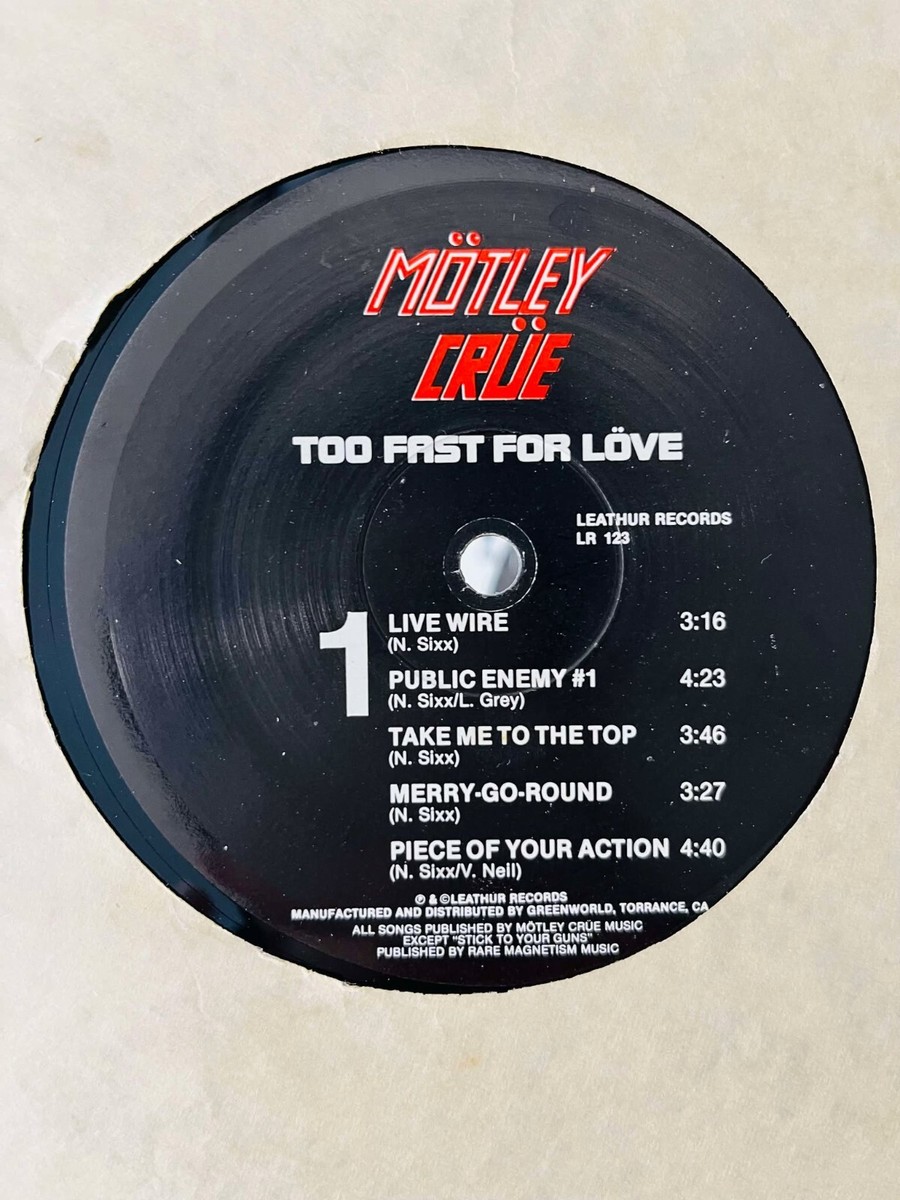 MÖTLEY
CRÜE
TOO FAST FOR LÖVE
LEATHUR RECORDS
LR 123
1
LIVE WIRE 3:16
(N. Sixx)
PUBLIC ENEMY #1 4:23
(N. Sixx/L. Grey)
TAKE ME TO THE TOP 3:46
(N. Sixx)
MERRY-GO-ROUND 3:27
(N. Sixx)
PIECE OF YOUR ACTION 4:40
(N. Sixx/V. Neil)
℗ & ©LEATHUR RECORDS
MANUFACTURED AND DISTRIBUTED BY GREENWORLD, TORRANCE, CA
ALL SONGS PUBLISHED BY MÖTLEY CRÜE MUSIC
EXCEPT "STICK TO YOUR GUNS"
PUBLISHED BY RARE MAGNETISM MUSIC